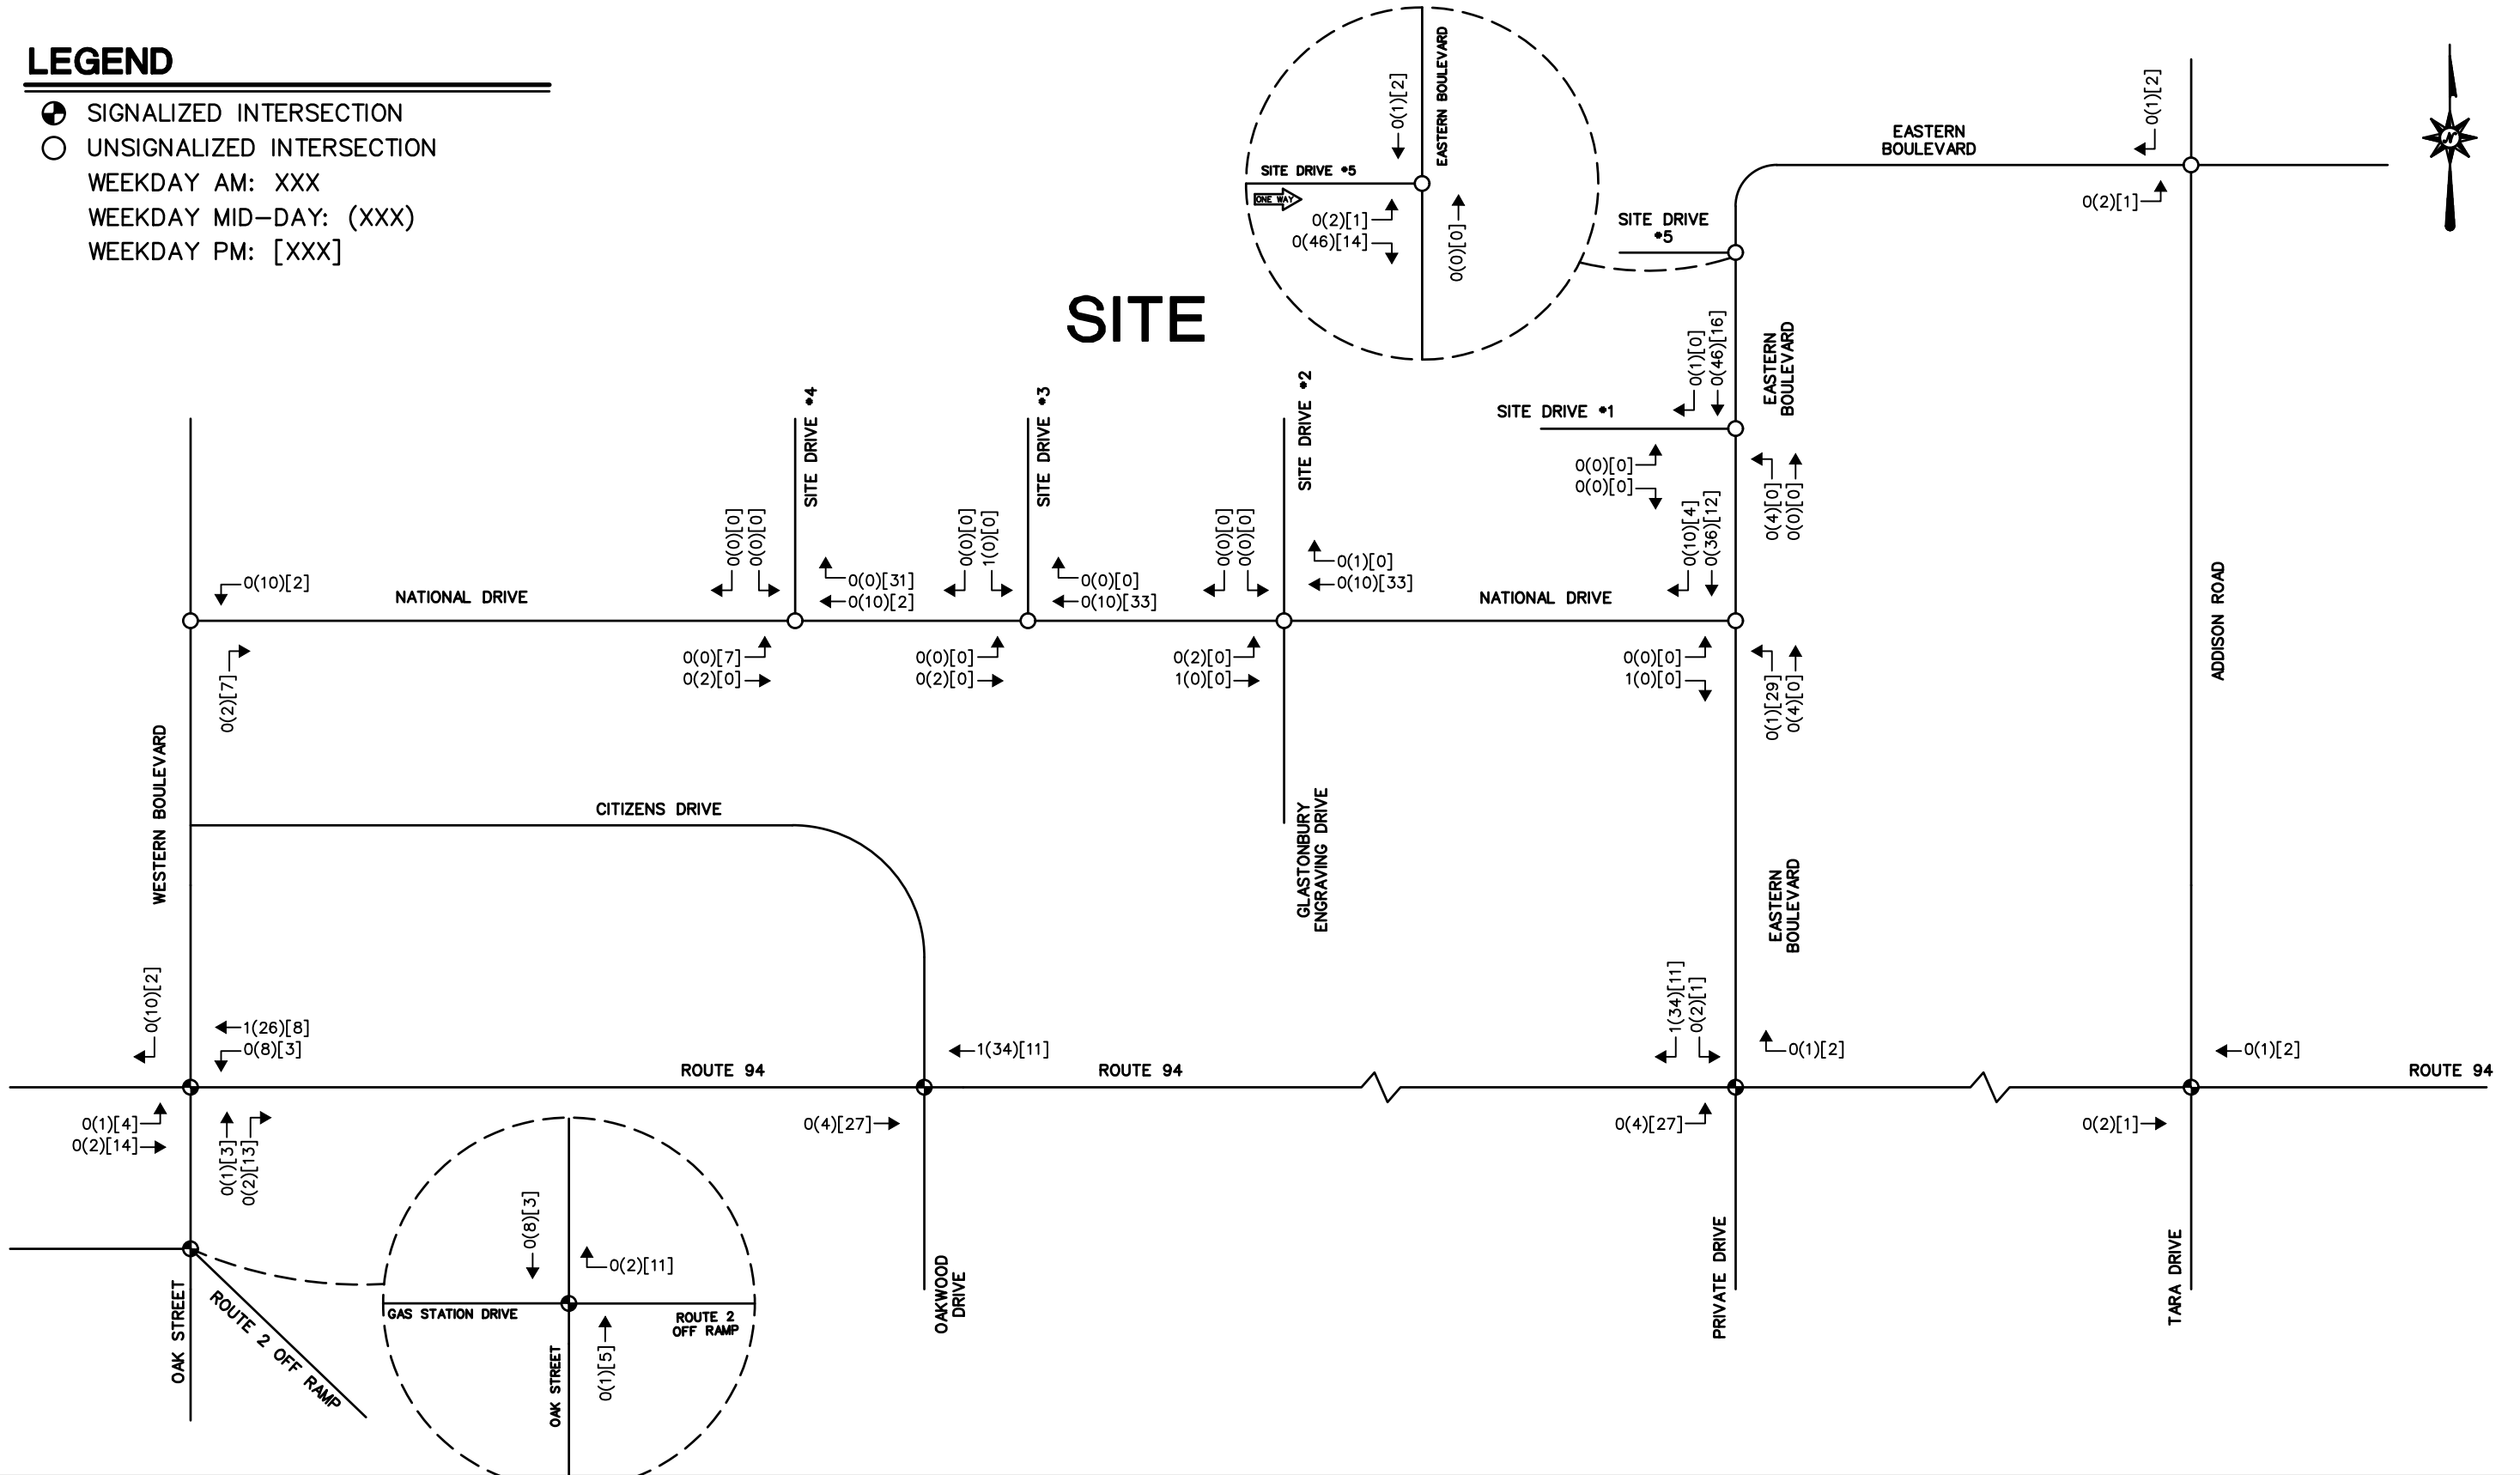 LEGEND
SIGNALIZED INTERSECTION
UNSIGNALIZED INTERSECTION
WEEKDAY AM: XXX
WEEKDAY MID-DAY: (XXX)
WEEKDAY PM: [XXX]
0(1)[2]
EASTERN BOULEVARD
SITE DRIVE #5
ONE WAY
0(2)[1]
0(46)[14]
0(0)[0]
EASTERN
BOULEVARD
0(1)[2]
0(2)[1]
N
SITE DRIVE
#5
SITE
0(1)[0]
0(46)[16]
EASTERN
BOULEVARD
SITE DRIVE #1
0(0)[0]
0(0)[0]
0(4)[0]
0(0)[0]
SITE DRIVE #4
SITE DRIVE #3
SITE DRIVE #2
0(10)[2]
NATIONAL DRIVE
0(2)[7]
0(0)[0]
0(0)[0]
0(0)[31]
0(10)[2]
0(0)[7]
0(2)[0]
0(0)[0]
1(0)[0]
0(0)[0]
0(10)[33]
0(0)[0]
0(2)[0]
0(0)[0]
0(0)[0]
0(1)[0]
0(10)[33]
0(2)[0]
1(0)[0]
NATIONAL DRIVE
0(10)[4]
0(36)[12]
0(0)[0]
1(0)[0]
0(1)[29]
0(4)[0]
ADDISON ROAD
WESTERN BOULEVARD
CITIZENS DRIVE
GLASTONBURY
ENGRAVING DRIVE
EASTERN
BOULEVARD
0(10)[2]
1(26)[8]
0(8)[3]
ROUTE 94
1(34)[11]
ROUTE 94
1(34)[11]
0(2)[1]
0(1)[2]
0(1)[2]
ROUTE 94
0(1)[4]
0(2)[14]
0(1)[3]
0(2)[13]
0(4)[27]
0(4)[27]
0(2)[1]
0(8)[3]
0(2)[11]
GAS STATION DRIVE
ROUTE 2
OFF RAMP
OAK STREET
0(1)[5]
OAK STREET
ROUTE 2 OFF RAMP
OAKWOOD
DRIVE
PRIVATE DRIVE
TARA DRIVE